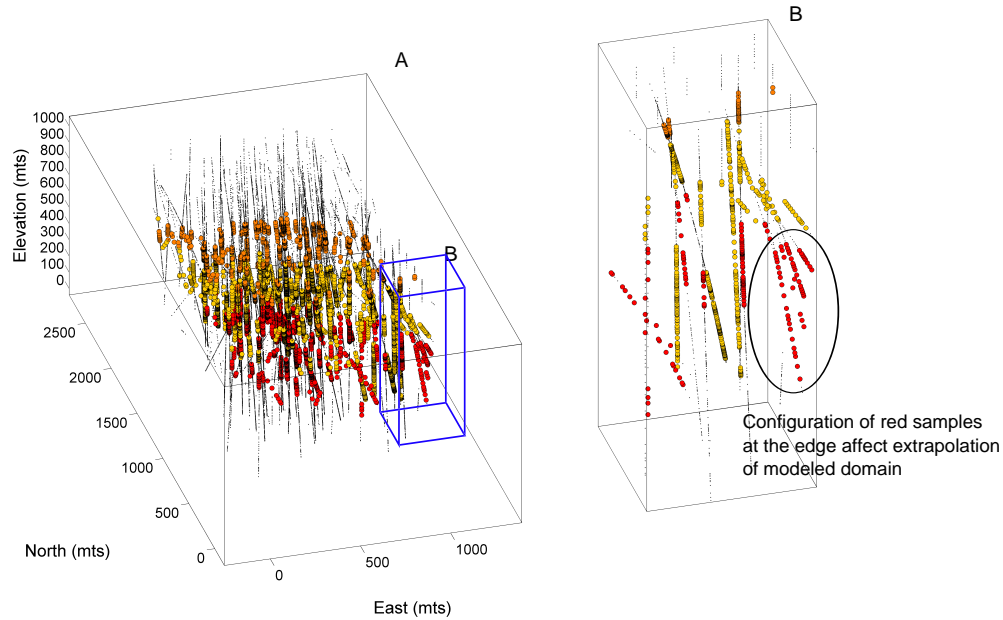 A
B
1000
900
800
700
600
500
400
300
200
100
0
Elevation (mts)
B
2500
2000
1500
1000
500
0
North (mts)
0
500
1000
East (mts)
Configuration of red samples
at the edge affect extrapolation
of modeled domain